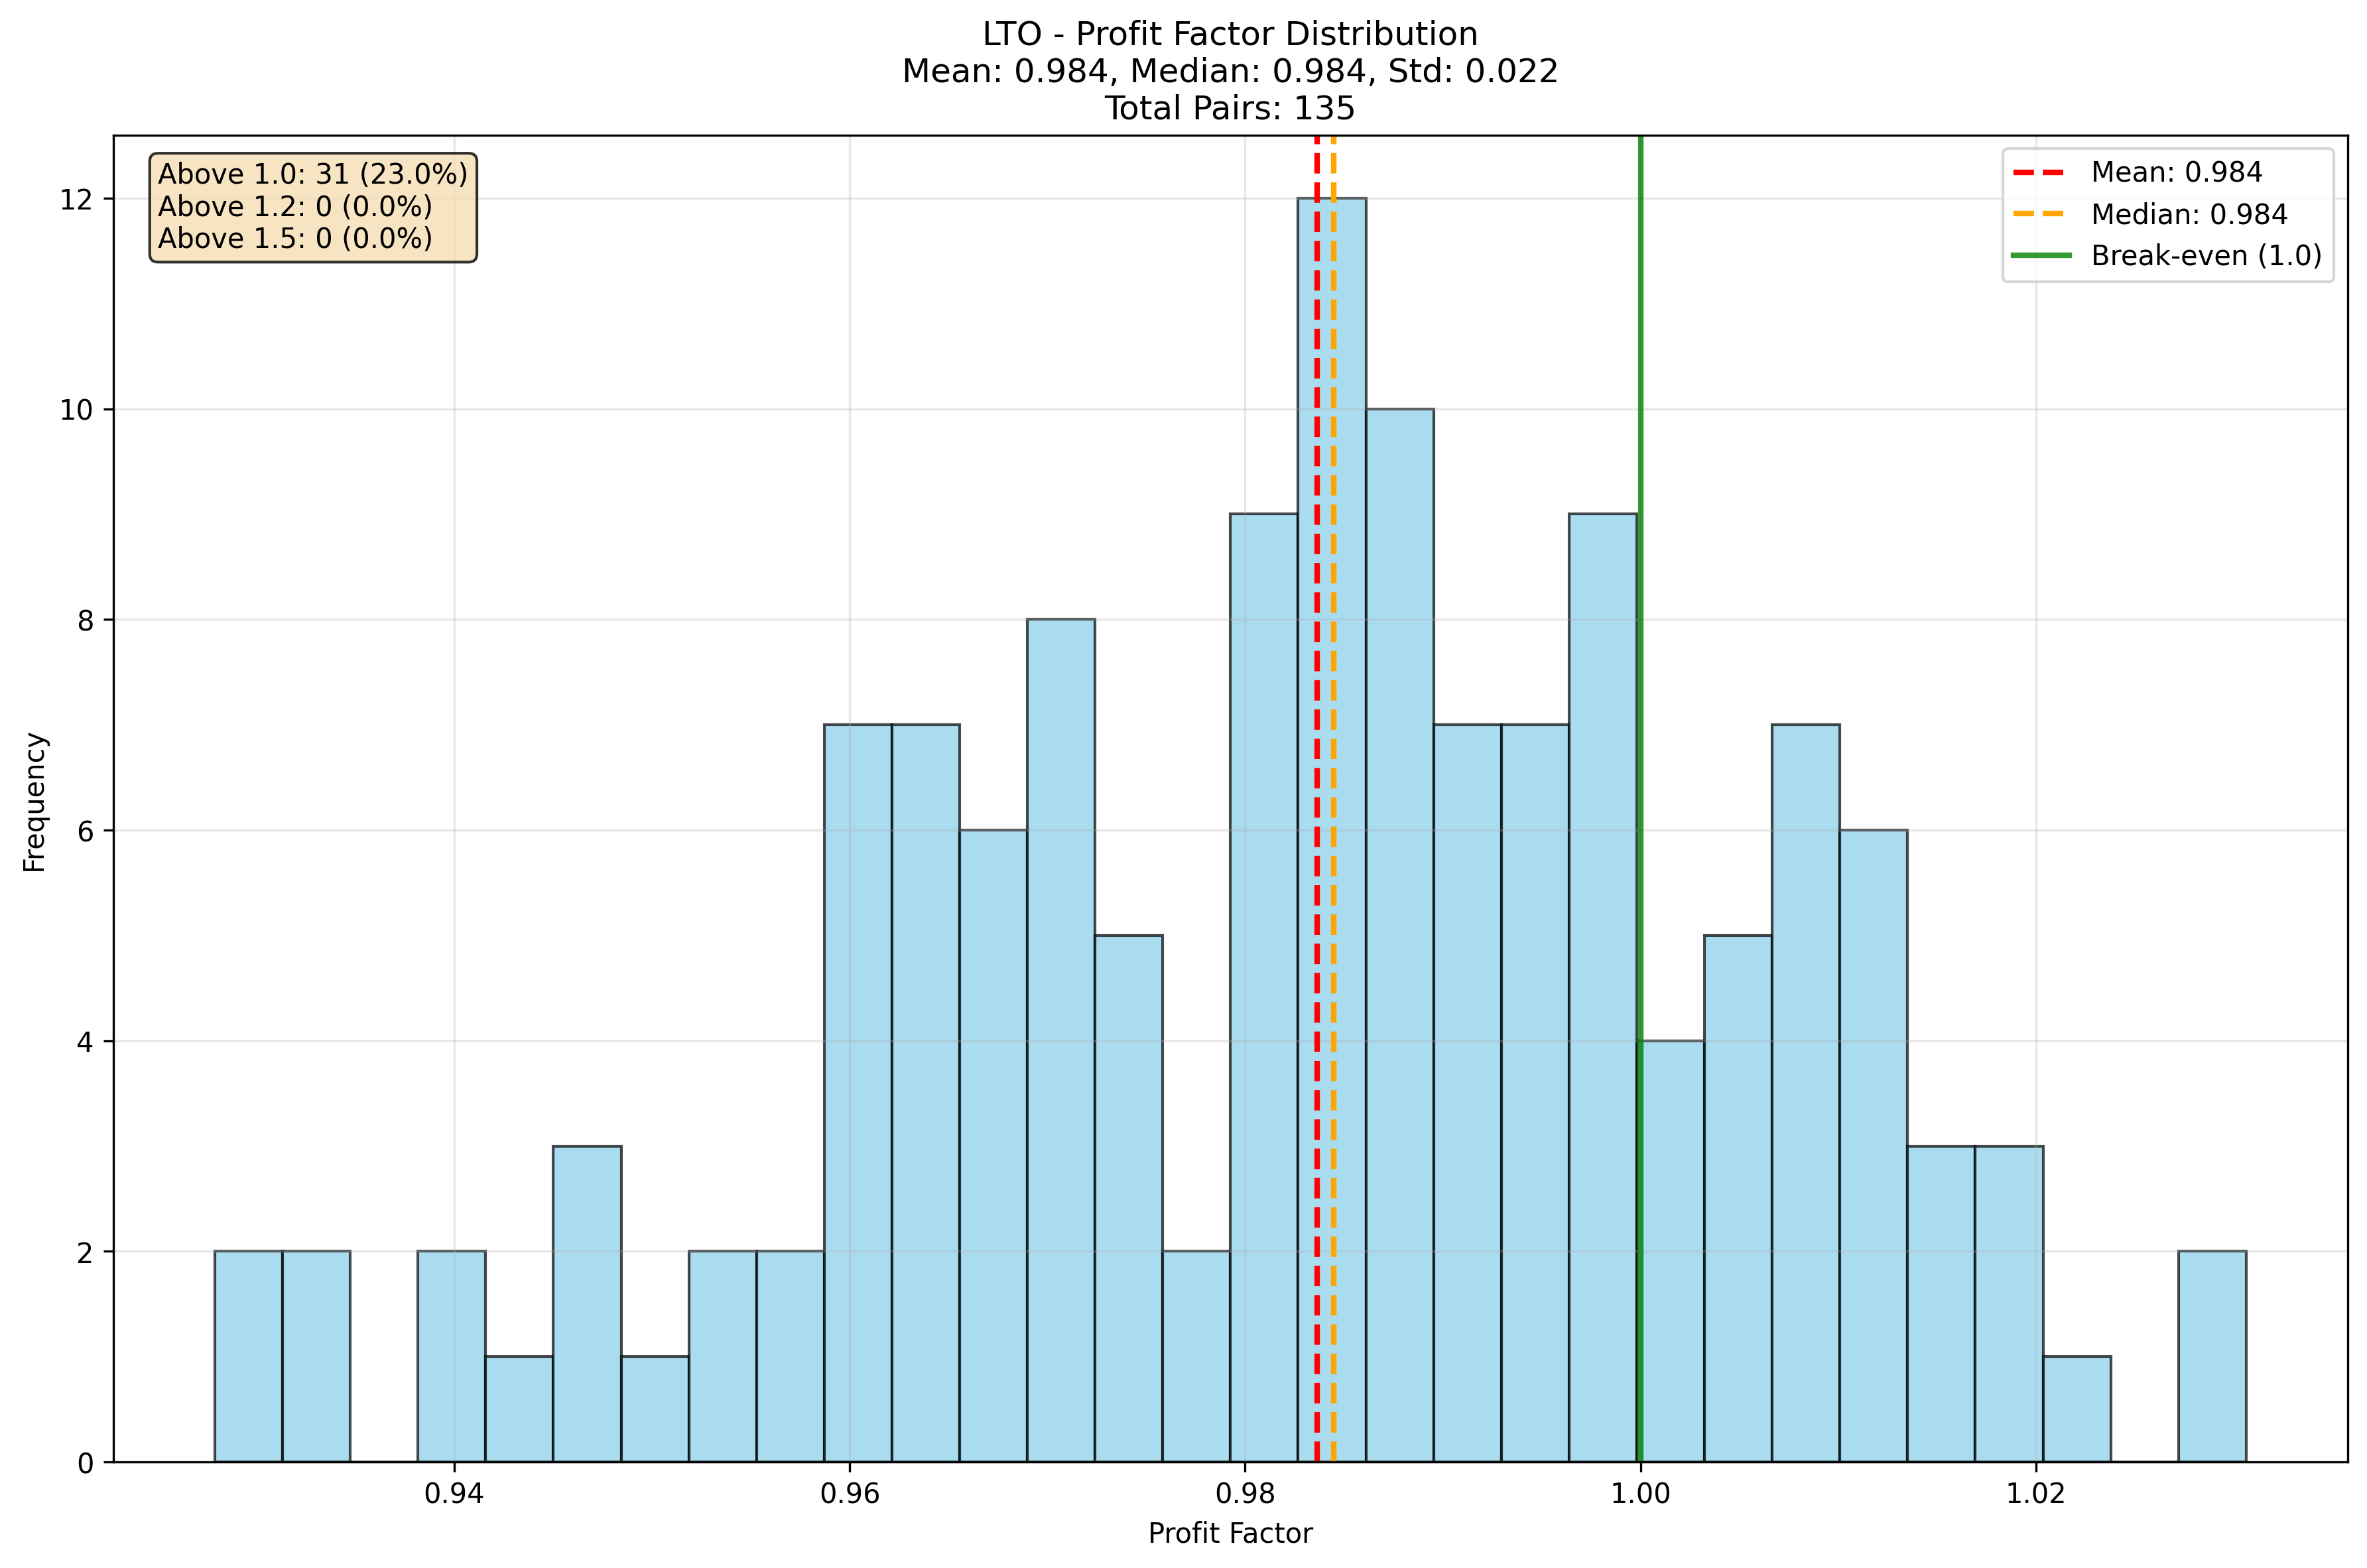 LTO - Profit Factor Distribution
Mean: 0.984, Median: 0.984, Std: 0.022
Total Pairs: 135
Above 1.0: 31 (23.0%)
Above 1.2: 0 (0.0%)
Above 1.5: 0 (0.0%)
Mean: 0.984
Median: 0.984
Break-even (1.0)
Frequency
12
10
8
6
4
2
0
0.94
0.96
0.98
1.00
1.02
Profit Factor